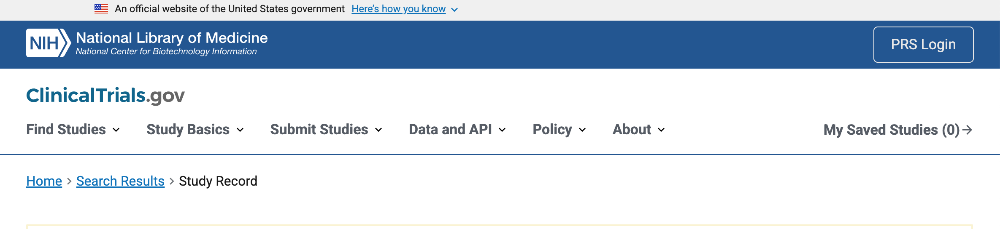 An official website of the United States government Here’s how you know
NIH National Library of Medicine
National Center for Biotechnology Information
PRS Login
ClinicalTrials.gov
Find Studies Study Basics Submit Studies Data and API Policy About My Saved Studies (0)
Home > Search Results > Study Record